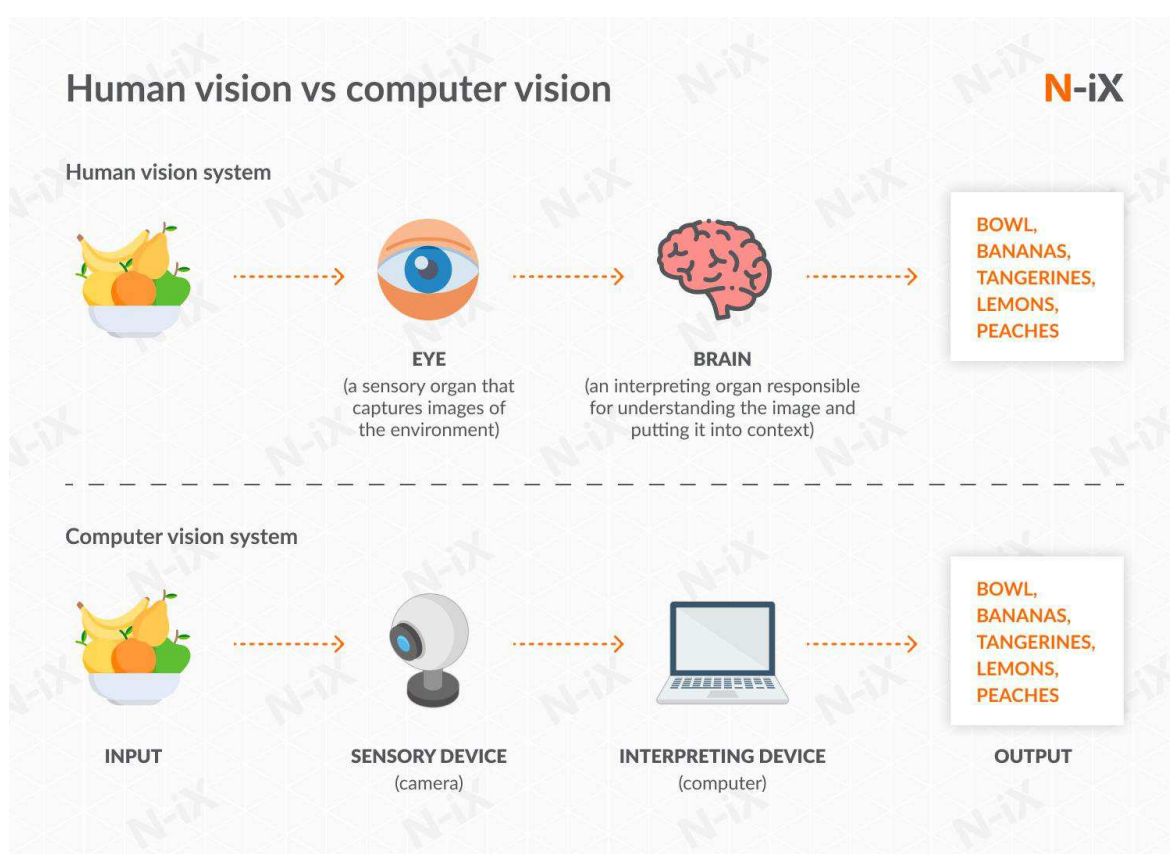 Human vision vs computer vision
N-iX
Human vision system
BOWL,
BANANAS,
TANGERINES,
LEMONS,
PEACHES
EYE
(a sensory organ that
captures images of
the environment)
BRAIN
(an interpreting organ responsible
for understanding the image and
putting it into context)
Computer vision system
BOWL,
BANANAS,
TANGERINES,
LEMONS,
PEACHES
INPUT
SENSORY DEVICE
(camera)
INTERPRETING DEVICE
(computer)
OUTPUT